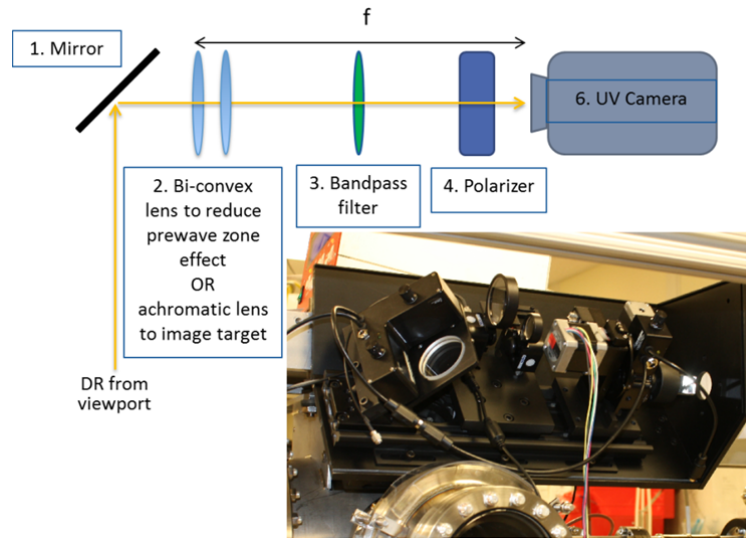 f
1. Mirror
6. UV Camera
2. Bi-convex
lens to reduce
prewave zone
effect
OR
achromatic lens
to image target
3. Bandpass
filter
4. Polarizer
DR from
viewport